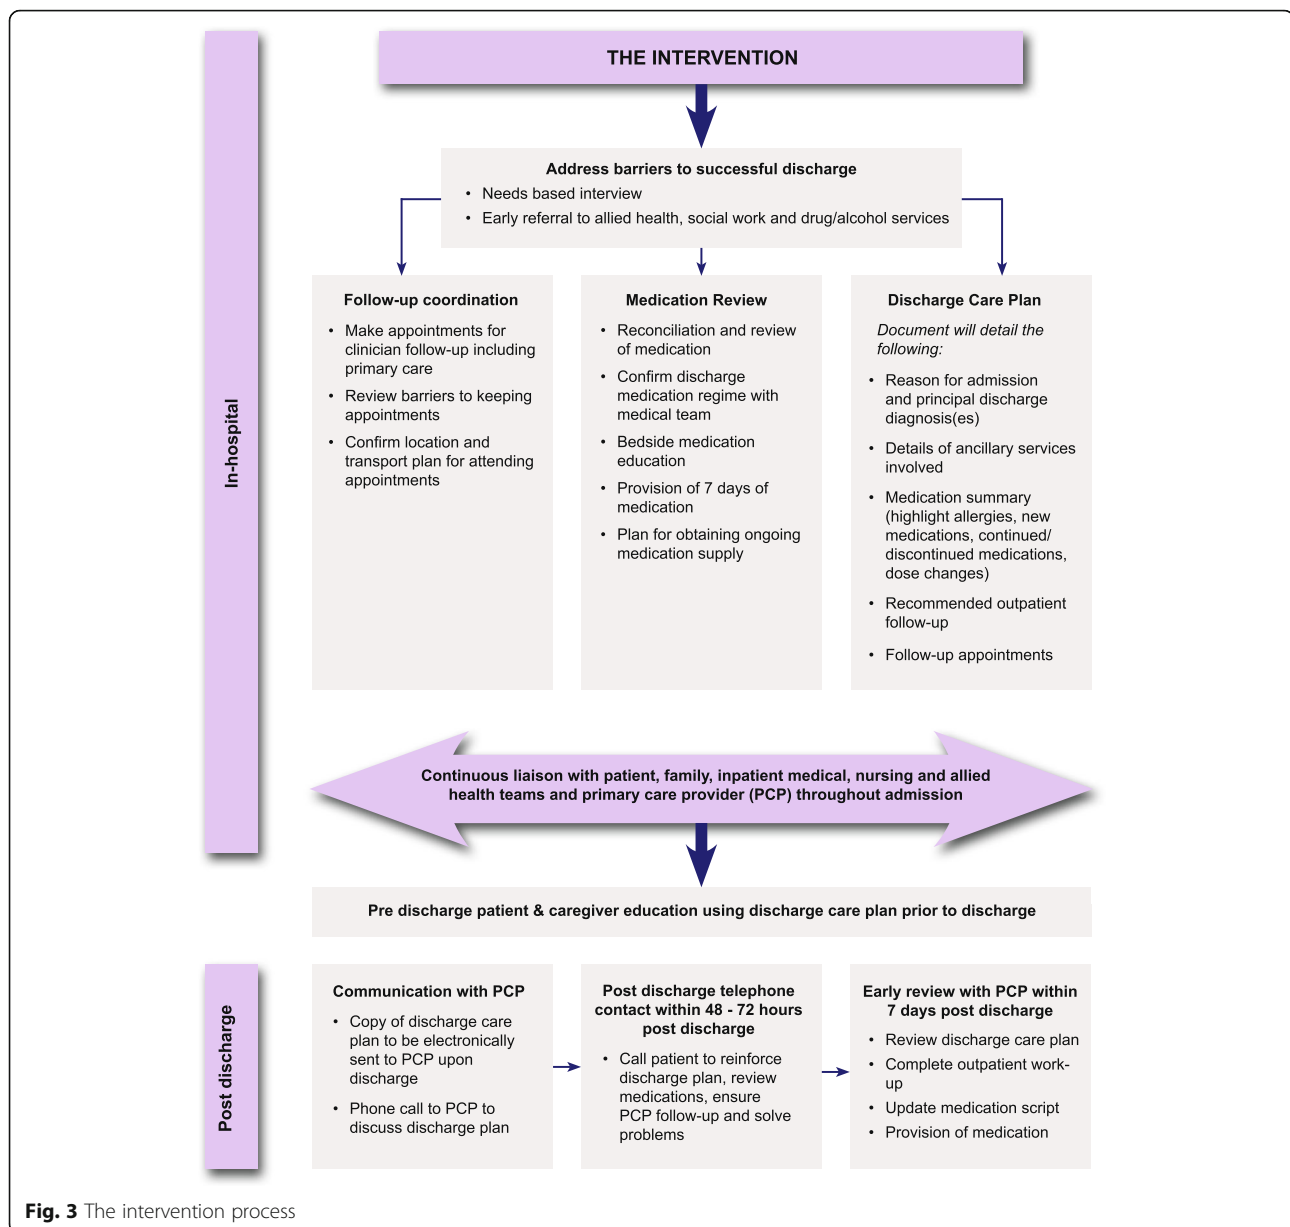 THE INTERVENTION
In-hospital
Address barriers to successful discharge
• Needs based interview
• Early referral to allied health, social work and drug/alcohol services
Follow-up coordination
• Make appointments for
clinician follow-up including
primary care
• Review barriers to keeping
appointments
• Confirm location and
transport plan for attending
appointments
Medication Review
• Reconciliation and review
of medication
• Confirm discharge
medication regime with
medical team
• Bedside medication
education
• Provision of 7 days of
medication
• Plan for obtaining ongoing
medication supply
Discharge Care Plan
Document will detail the
following:
• Reason for admission
and principal discharge
diagnosis(es)
• Details of ancillary services
involved
• Medication summary
(highlight allergies, new
medications, continued/
discontinued medications,
dose changes)
• Recommended outpatient
follow-up
• Follow-up appointments
Continuous liaison with patient, family, inpatient medical, nursing and allied
health teams and primary care provider (PCP) throughout admission
Pre discharge patient & caregiver education using discharge care plan prior to discharge
Post discharge
Communication with PCP
• Copy of discharge care
plan to be electronically
sent to PCP upon
discharge
• Phone call to PCP to
discuss discharge plan
Post discharge telephone
contact within 48 - 72 hours
post discharge
• Call patient to reinforce
discharge plan, review
medications, ensure
PCP follow-up and solve
problems
Early review with PCP within
7 days post discharge
• Review discharge care plan
• Complete outpatient work-
up
• Update medication script
• Provision of medication
Fig. 3 The intervention process